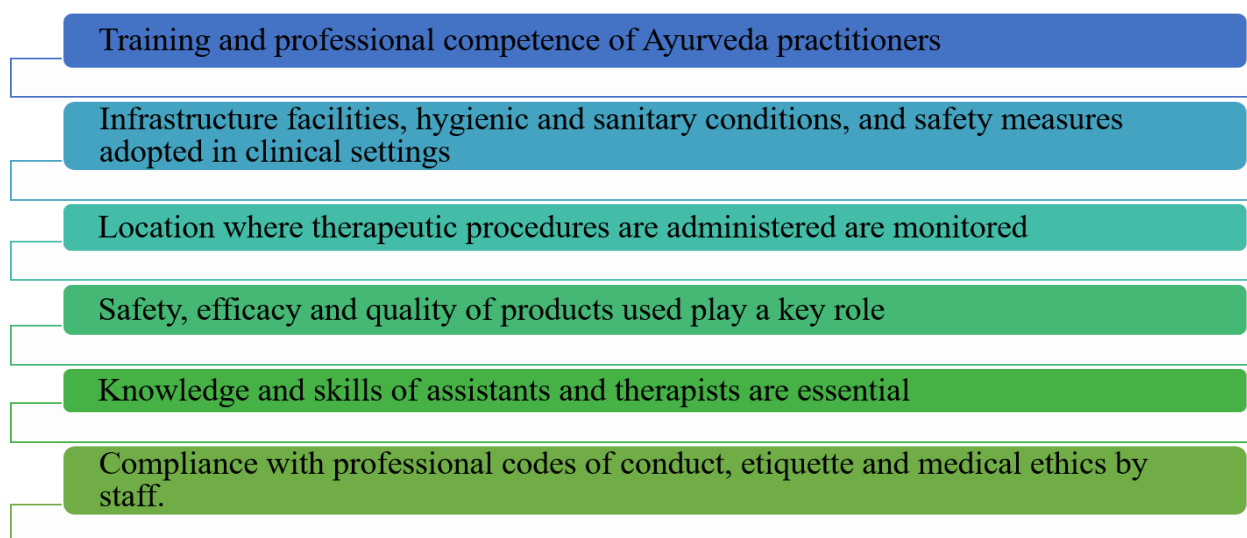 Training and professional competence of Ayurveda practitioners
Infrastructure facilities, hygienic and sanitary conditions, and safety measures
adopted in clinical settings
Location where therapeutic procedures are administered are monitored
Safety, efficacy and quality of products used play a key role
Knowledge and skills of assistants and therapists are essential
Compliance with professional codes of conduct, etiquette and medical ethics by
staff.